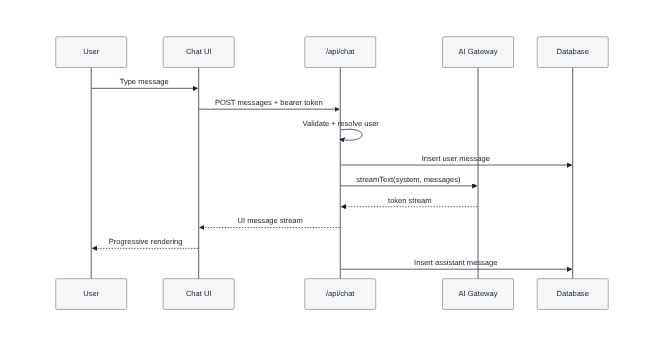 User
Chat UI
/api/chat
AI Gateway
Database
Type message
POST messages + bearer token
Validate + resolve user
Insert user message
streamText(system, messages)
token stream
UI message stream
Progressive rendering
Insert assistant message
User
Chat UI
/api/chat
AI Gateway
Database